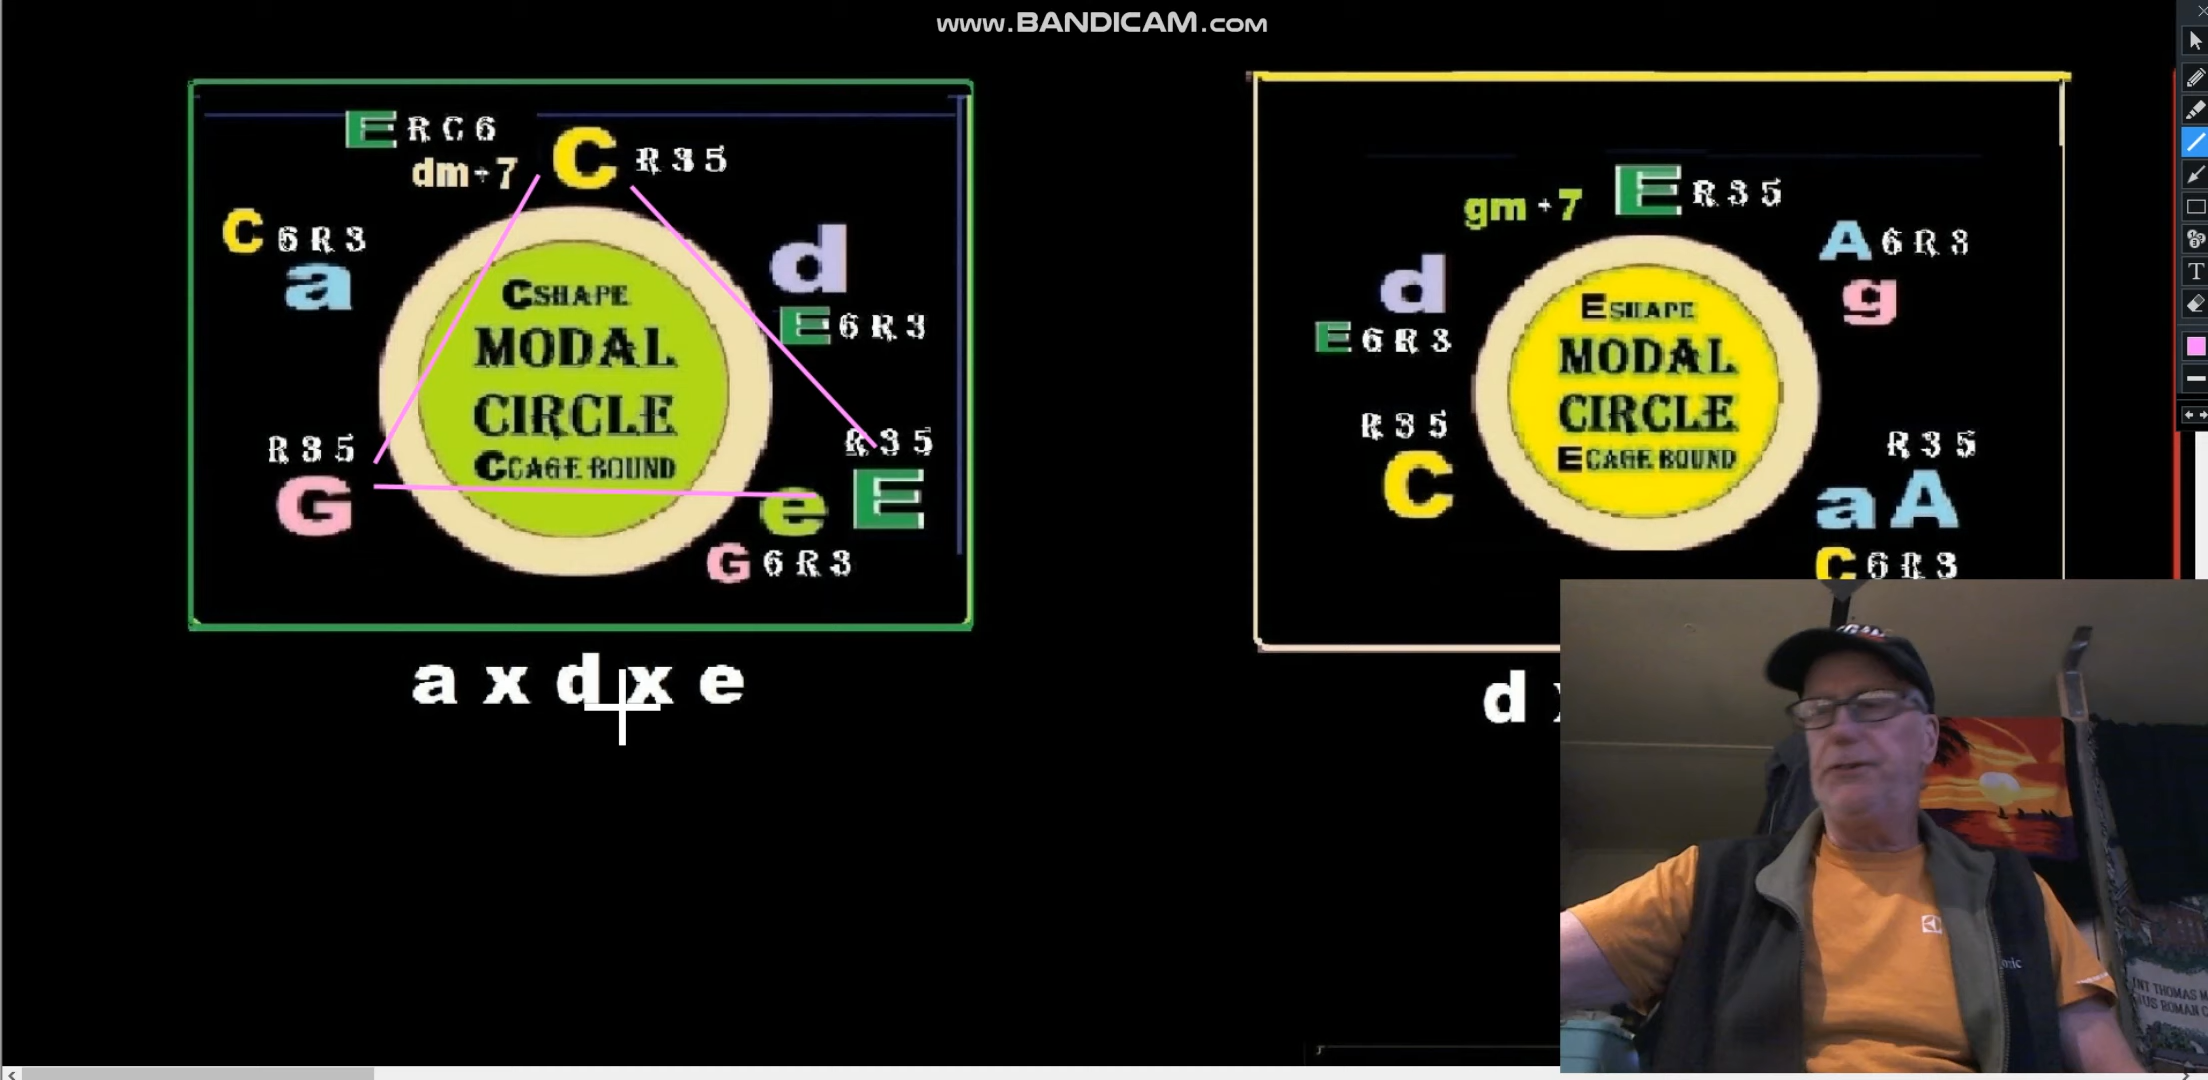 www.BANDICAM.com
E R C 6
dm+7
C R 3 5
C 6 R 3
a
d
E 6 R 3
C SHAPE
MODAL
CIRCLE
C CAGE BOUND
R 3 5
G
R 3 5
e E
G 6 R 3
a x d x e
gm+7
E R 3 5
d
E 6 R 3
A 6 R 3
g
E SHAPE
MODAL
CIRCLE
E CAGE BOUND
R 3 5
C
R 3 5
a A
C 6 R 3
d
T